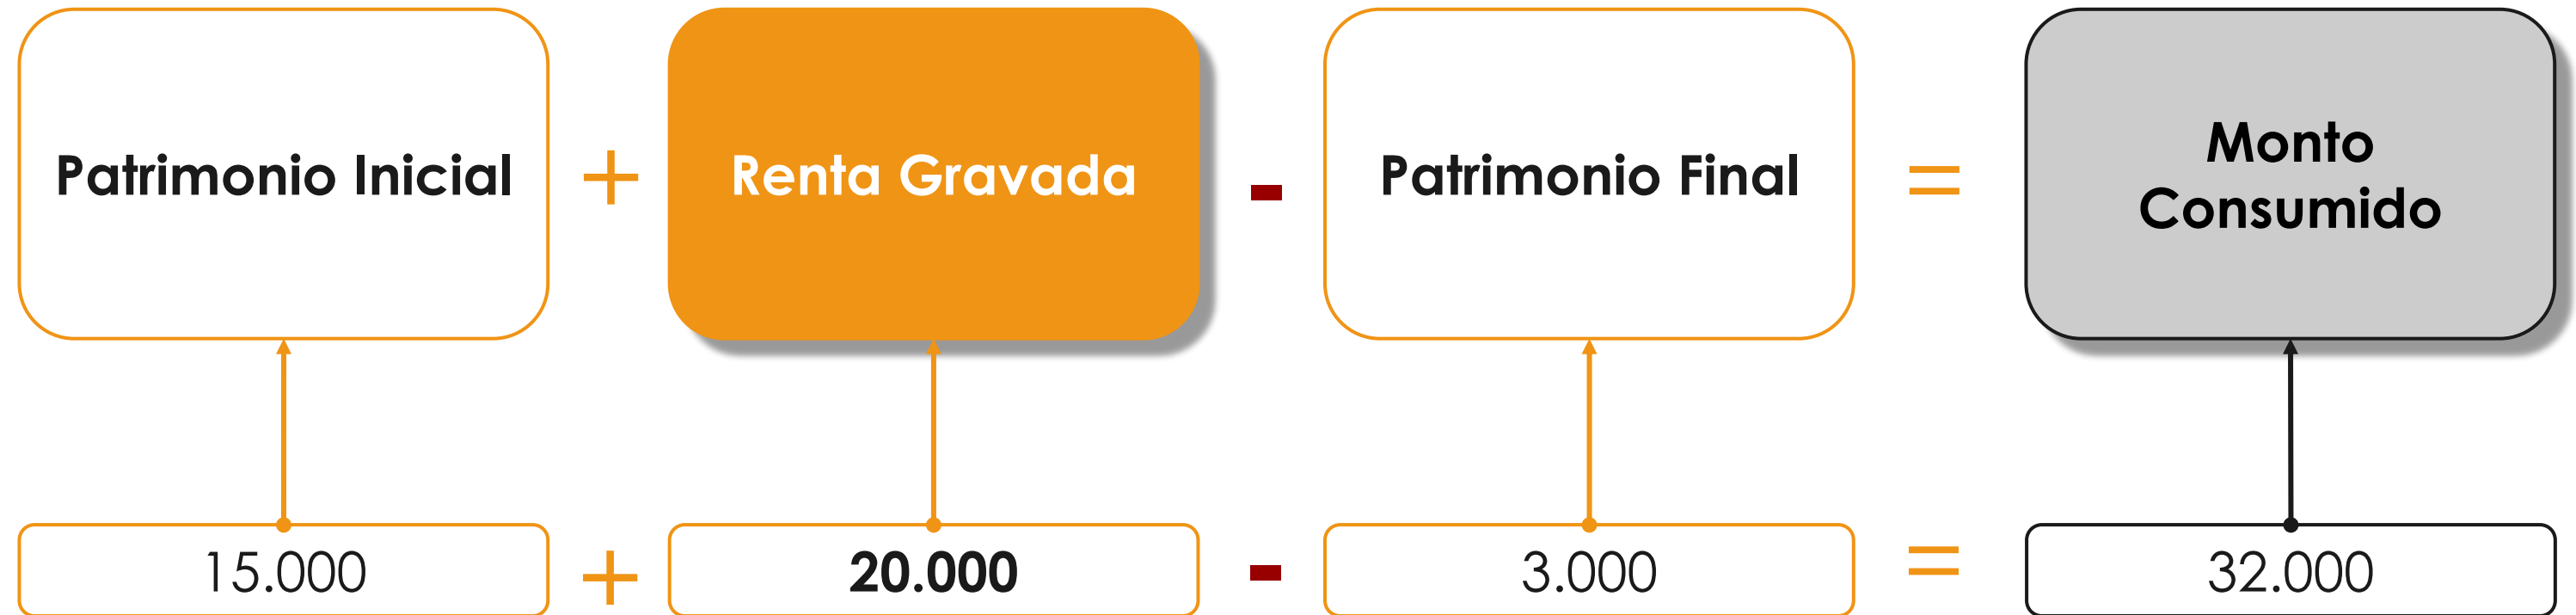 Patrimonio Inicial + Renta Gravada - Patrimonio Final = Monto
Consumido
15.000 + 20.000 - 3.000 = 32.000